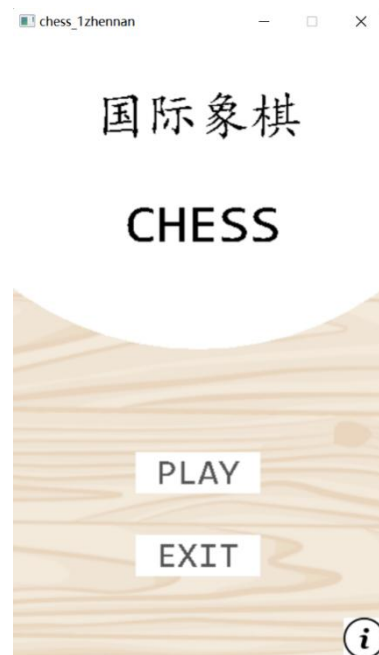 chess_1zhennan
国际象棋
CHESS
PLAY
EXIT
i